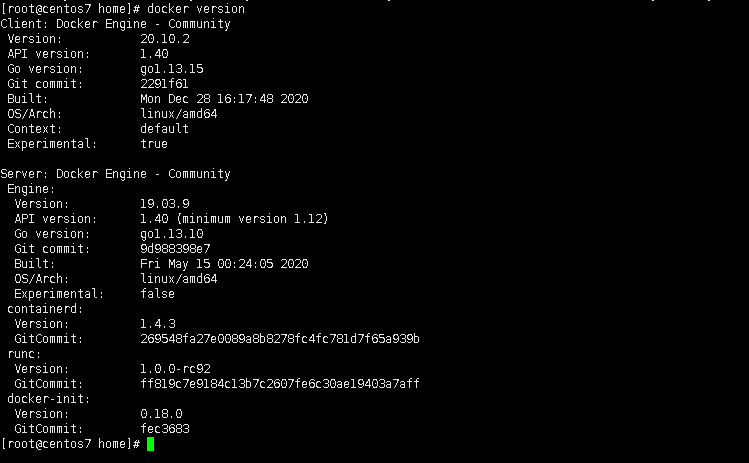 [root@centos7 home]# docker version
Client: Docker Engine - Community
 Version:           20.10.2
 API version:       1.40
 Go version:        go1.13.15
 Git commit:        2291f61
 Built:             Mon Dec 28 16:17:48 2020
 OS/Arch:           linux/amd64
 Context:           default
 Experimental:      true

Server: Docker Engine - Community
 Engine:
  Version:          19.03.9
  API version:      1.40 (minimum version 1.12)
  Go version:       go1.13.10
  Git commit:       9d988398e7
  Built:            Fri May 15 00:24:05 2020
  OS/Arch:          linux/amd64
  Experimental:     false
 containerd:
  Version:          1.4.3
  GitCommit:        269548fa27e0089a8b8278fc4fc781d7f65a939b
 runc:
  Version:          1.0.0-rc92
  GitCommit:        ff819c7e9184c13b7c2607fe6c30ae19403a7aff
 docker-init:
  Version:          0.18.0
  GitCommit:        fec3683
[root@centos7 home]#